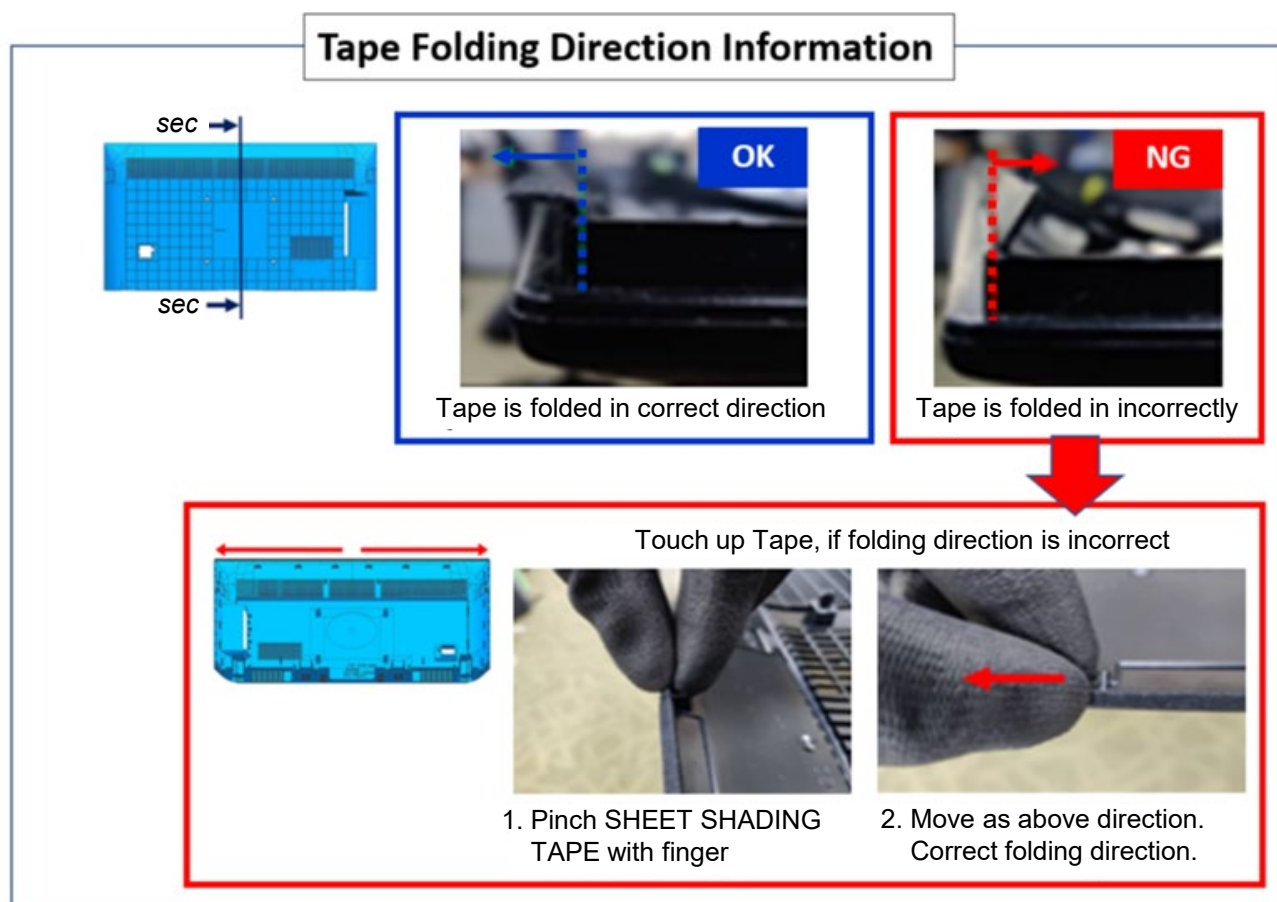 Tape Folding Direction Information
sec
sec
OK
Tape is folded in correct direction
NG
Tape is folded in incorrectly
Touch up Tape, if folding direction is incorrect
1. Pinch SHEET SHADING
TAPE with finger
2. Move as above direction.
Correct folding direction.